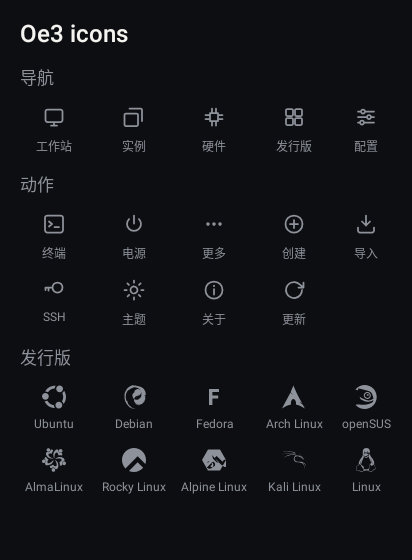 Oe3 icons
导航
工作站 实例 硬件 发行版 配置
动作
终端 电源 更多 创建 导入
SSH 主题 关于 更新
发行版
Ubuntu Debian Fedora Arch Linux openSUS
AlmaLinux Rocky Linux Alpine Linux Kali Linux Linux